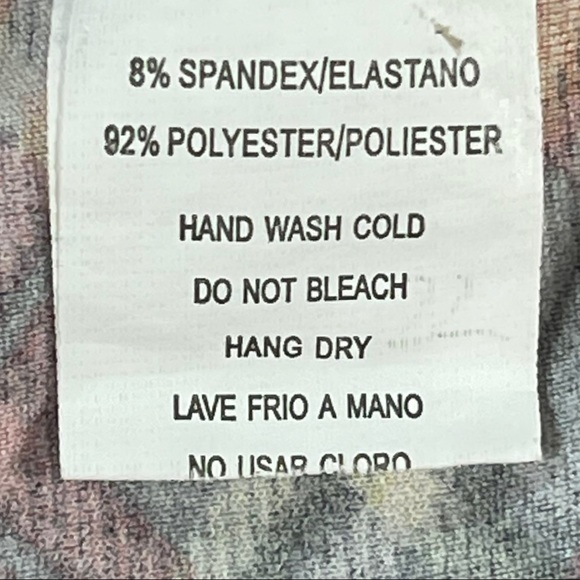 8% SPANDEX/ELASTANO
92% POLYESTER/POLIESTER
HAND WASH COLD
DO NOT BLEACH
HANG DRY
LAVE FRIO A MANO
NO USAR CLORO